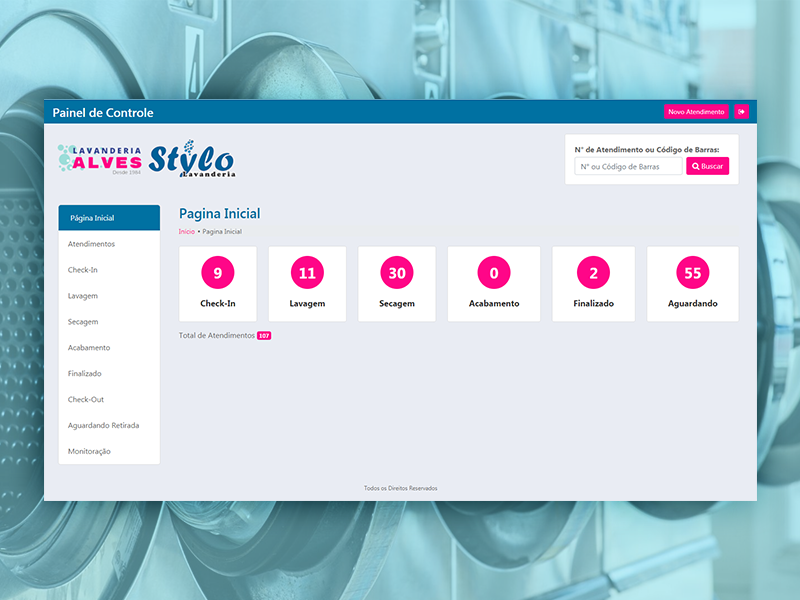 Painel de Controle
Novo Atendimento
LAVANDERIA
ALVES
Desde 1984
Stylo
Lavanderia
N° de Atendimento ou Código de Barras:
N° ou Código de Barras
Buscar
Página Inicial
Atendimentos
Check-In
Lavagem
Secagem
Acabamento
Finalizado
Check-Out
Aguardando Retirada
Monitoração
Pagina Inicial
Início • Pagina Inicial
9
Check-In
11
Lavagem
30
Secagem
0
Acabamento
2
Finalizado
55
Aguardando
Total de Atendimentos 107
Todos os Direitos Reservados